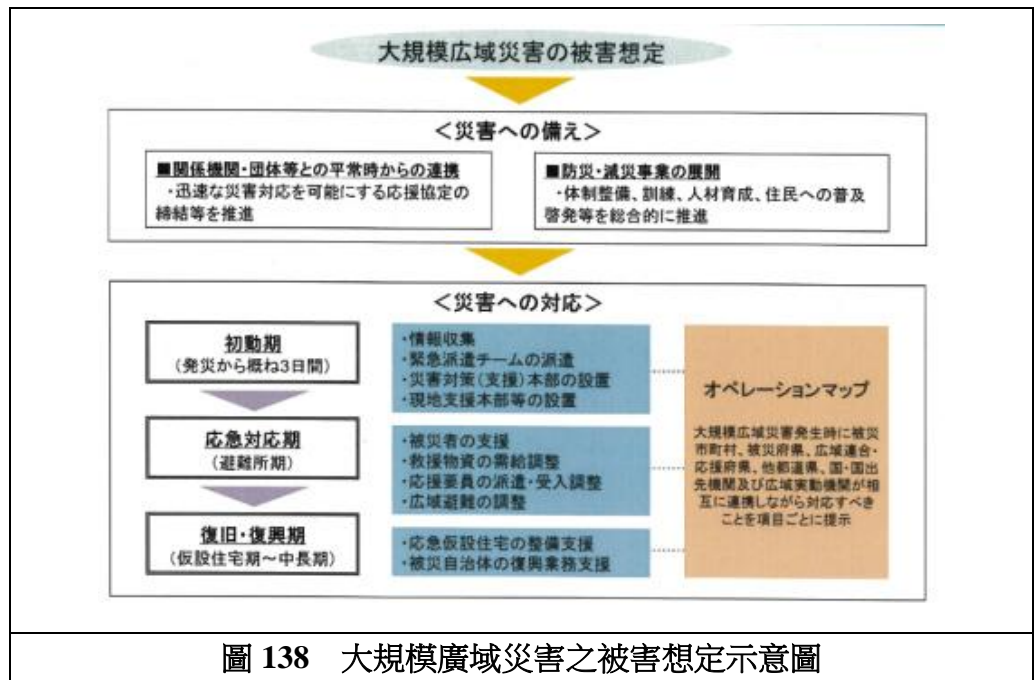 大規模広域災害の被害想定
＜災害への備え＞
■関係機関・団体等との平常時からの連携
・迅速な災害対応を可能にする応援協定の
締結等を推進
■防災・減災事業の展開
・体制整備、訓練、人材育成、住民への普及
啓発等を総合的に推進
＜災害への対応＞
初動期
（発災から概ね3日間）
・情報収集
・緊急派遣チームの派遣
・災害対策（支援）本部の設置
・現地支援本部等の設置
応急対応期
（避難所期）
・被災者の支援
・救援物資の需給調整
・応援要員の派遣・受入調整
・広域避難の調整
復旧・復興期
（仮設住宅期～中長期）
・応急仮設住宅の整備支援
・被災自治体の復興業務支援
オペレーションマップ
大規模広域災害発生時に被災
市町村、被災府県、広域連合・
応援府県、他都道県、国・国出
先機関及び広域実動機関が相
互に連携しながら対応すべき
ことを項目ごとに提示
圖 138 大規模廣域災害之被害想定示意圖